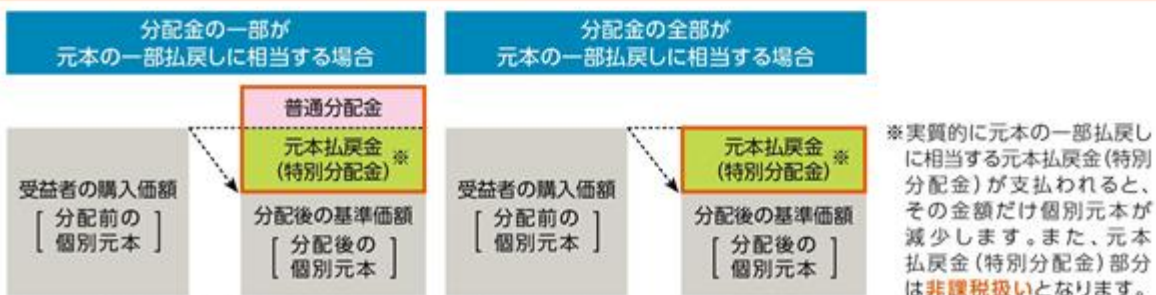 分配金の一部が
元本の一部払戻しに相当する場合
普通分配金
元本払戻金
(特別分配金) ※
受益者の購入価額
[ 分配前の
個別元本 ]
分配後の基準価額
[ 分配後の
個別元本 ]
分配金の全部が
元本の一部払戻しに相当する場合
元本払戻金
(特別分配金) ※
受益者の購入価額
[ 分配前の
個別元本 ]
分配後の基準価額
[ 分配後の
個別元本 ]
※実質的に元本の一部払戻し
に相当する元本払戻金(特別
分配金)が支払われると、
その金額だけ個別元本が
減少します。また、元本
払戻金(特別分配金)部分
は非課税扱いとなります。